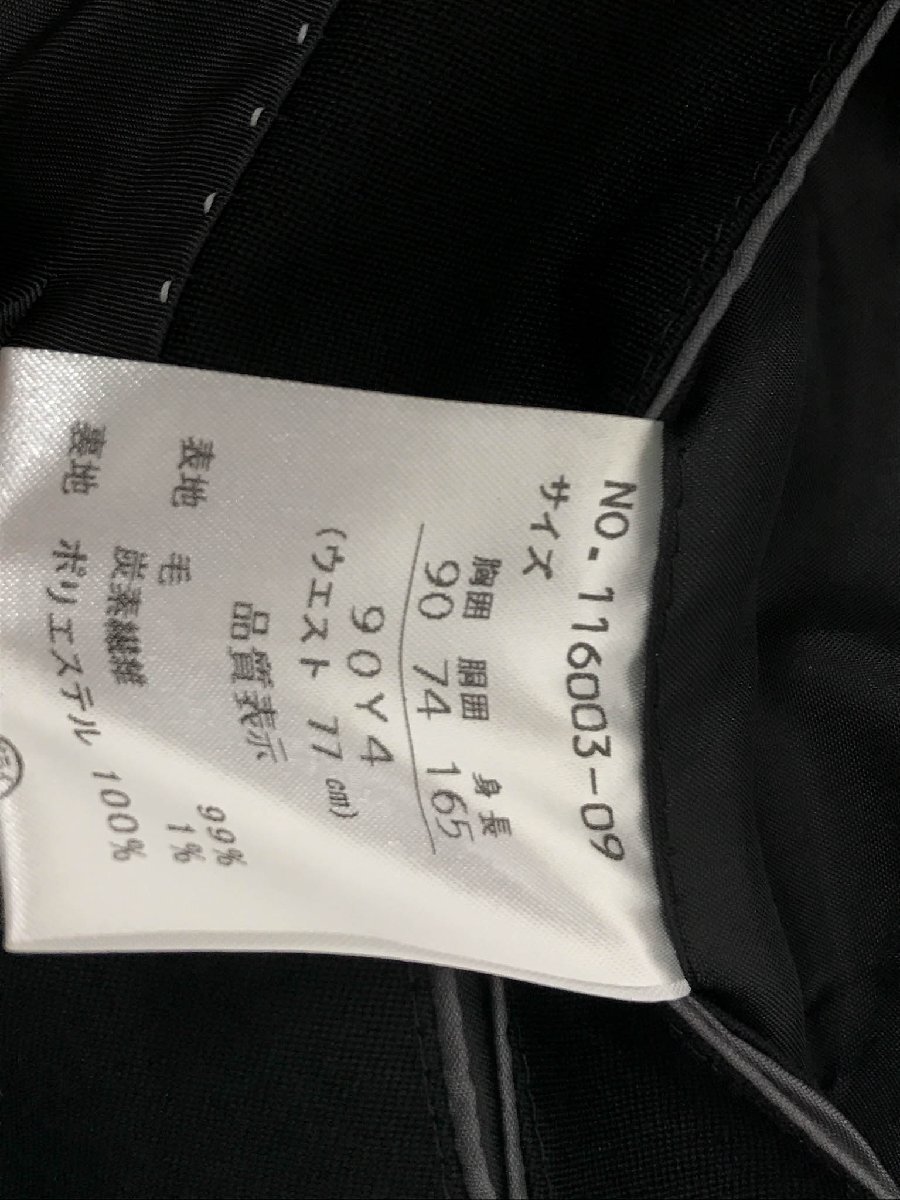 NO. 116003-09
サイズ
胸囲 胴囲 身長
90 74 165
90Y4
(ウエスト 77cm)
品質表示
表地 毛 99%
炭素繊維 1%
裏地 ポリエステル 100%